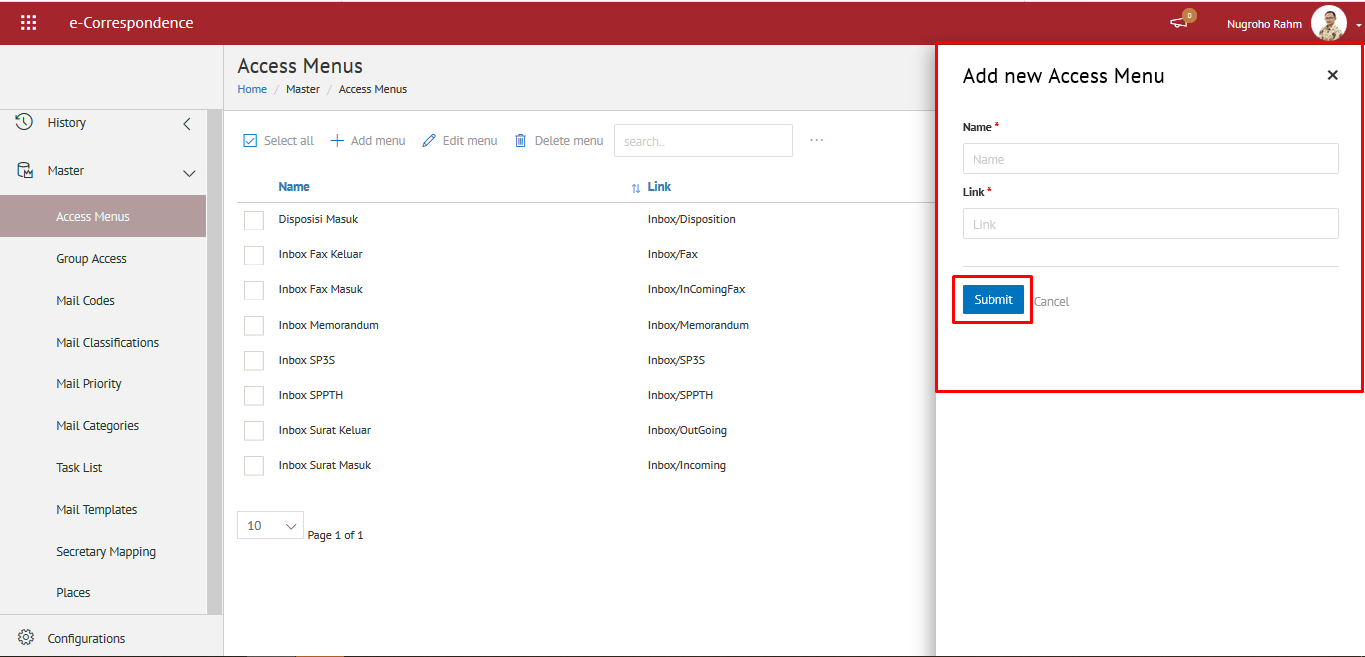 e-Correspondence
0
Nugroho Rahm
History
Master
Access Menus
Group Access
Mail Codes
Mail Classifications
Mail Priority
Mail Categories
Task List
Mail Templates
Secretary Mapping
Places
Configurations
Access Menus
Home / Master / Access Menus
Select all Add menu Edit menu Delete menu search.. ...
Name Link
Disposisi Masuk Inbox/Disposition
Inbox Fax Keluar Inbox/Fax
Inbox Fax Masuk Inbox/InComingFax
Inbox Memorandum Inbox/Memorandum
Inbox SP3S Inbox/SP3S
Inbox SPPTH Inbox/SPPTH
Inbox Surat Keluar Inbox/OutGoing
Inbox Surat Masuk Inbox/Incoming
10 Page 1 of 1
Add new Access Menu
Name *
Name
Link *
Link
Submit Cancel